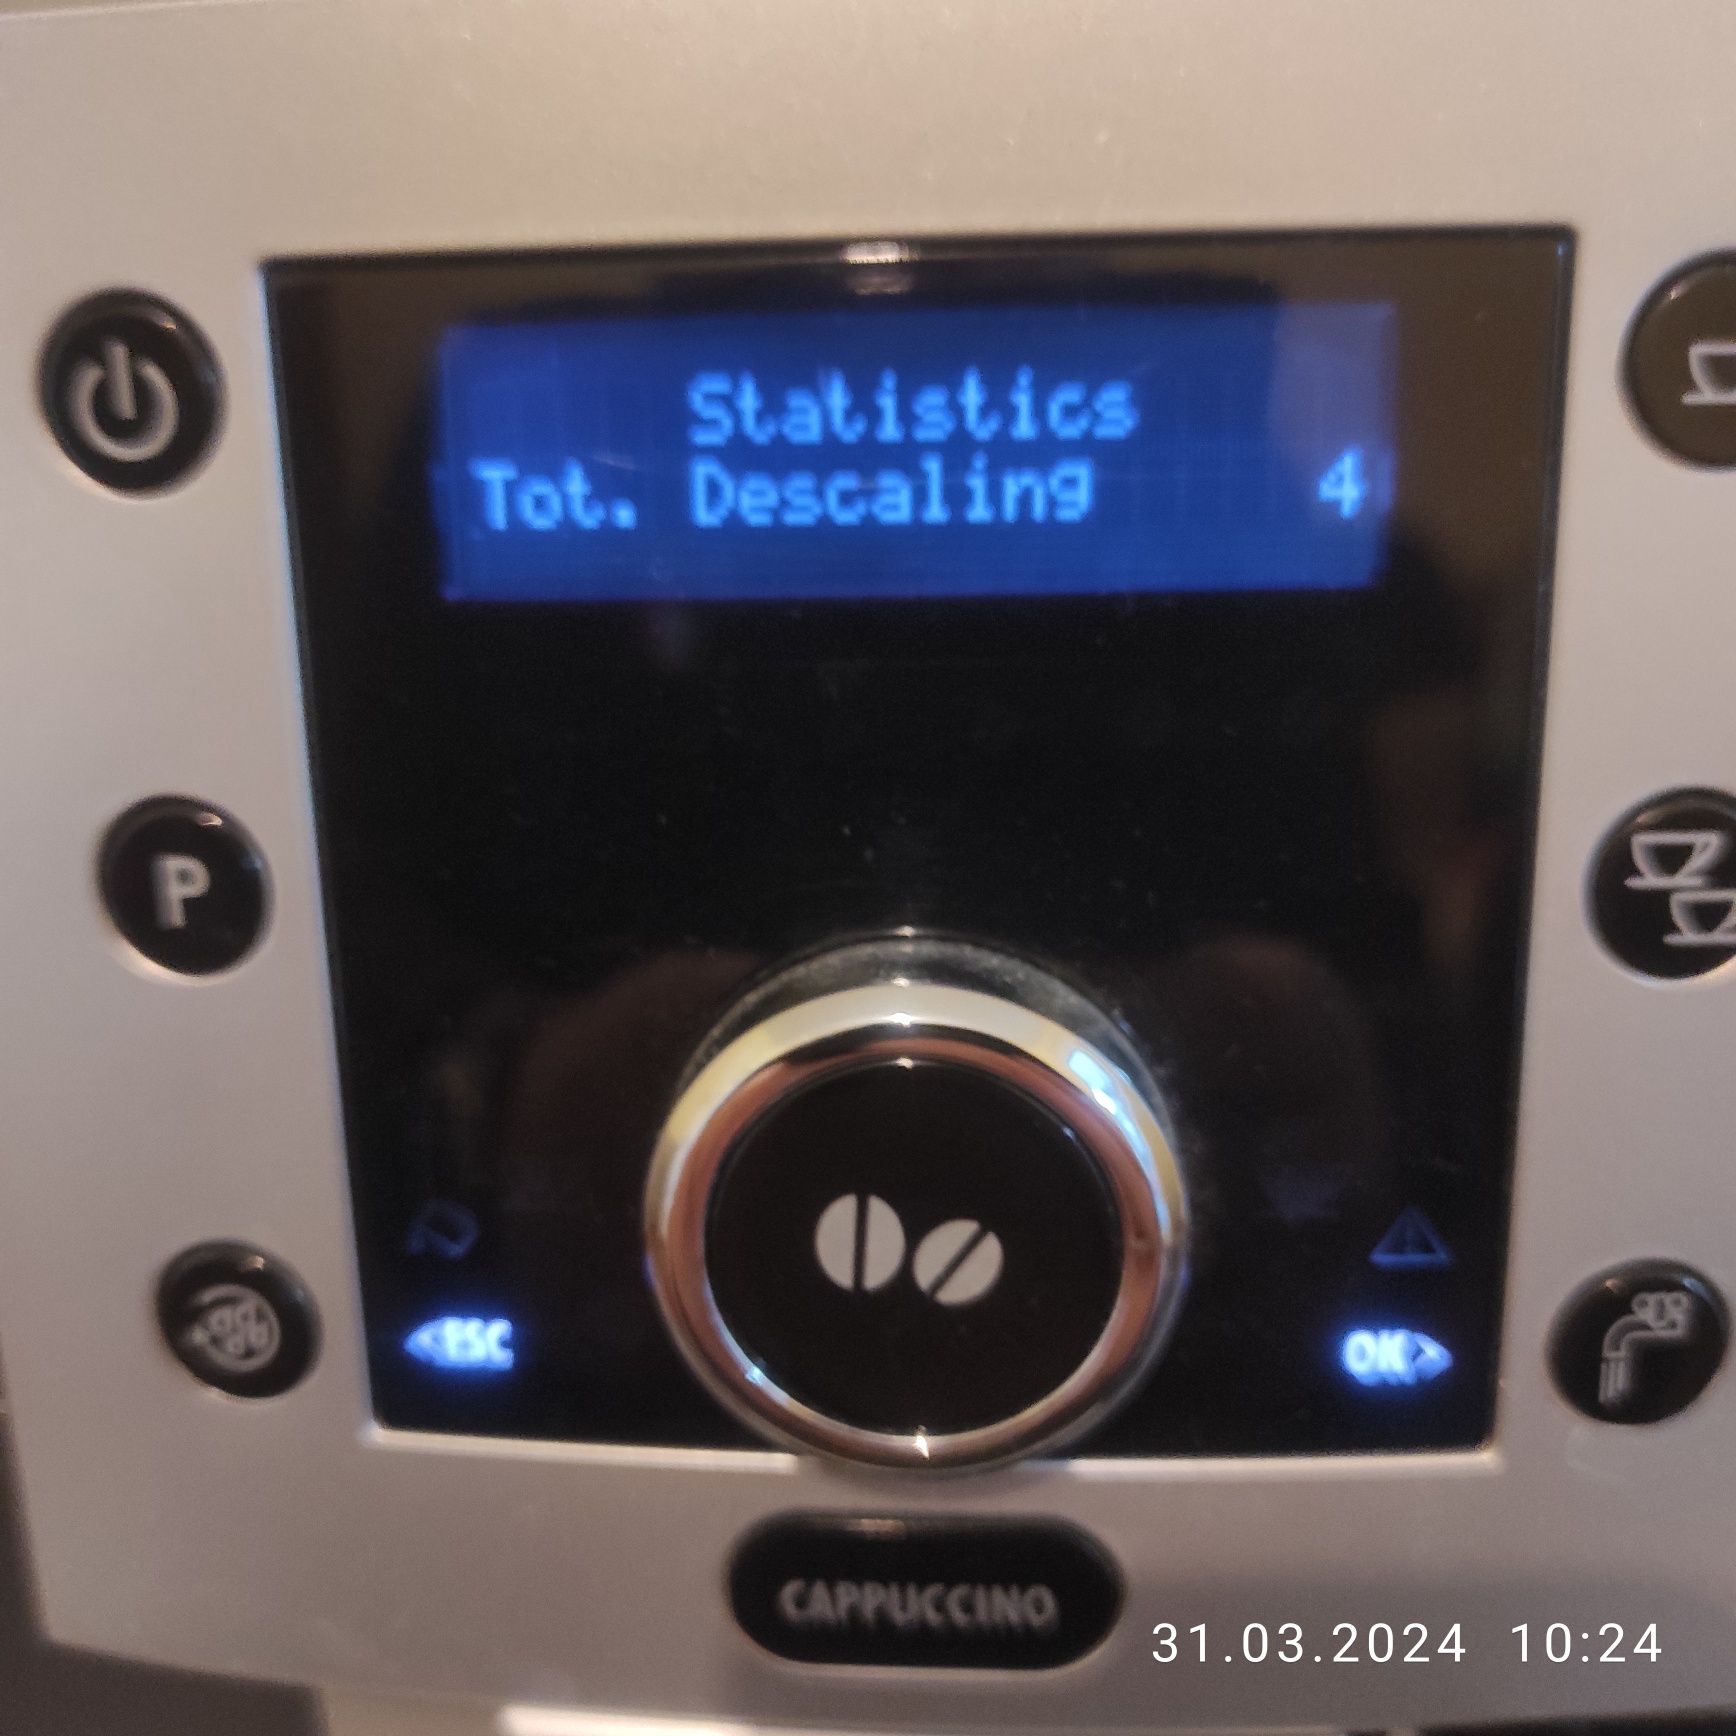 Statistics
Tot. Descaling 4
P
ESC
OK
CAPPUCCINO
31.03.2024 10:24